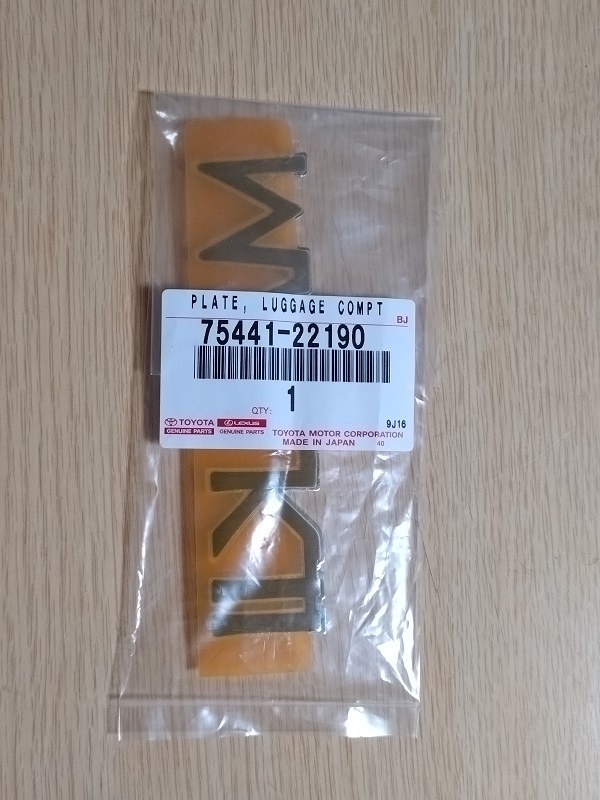 PLATE, LUGGAGE COMPT
BJ
75441-22190
QTY: 1
9J16
TOYOTA LEXUS
GENUINE PARTS GENUINE PARTS
TOYOTA MOTOR CORPORATION
MADE IN JAPAN 40